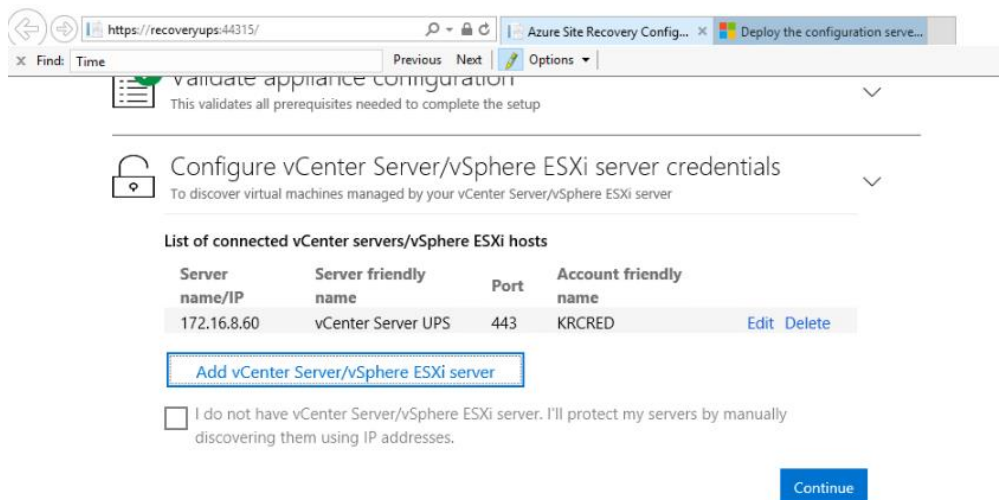 https://recoveryups:44315/
Azure Site Recovery Config...
Deploy the configuration serve...
Find: Time
Previous Next
Options
Validate appliance configuration
This validates all prerequisites needed to complete the setup
Configure vCenter Server/vSphere ESXi server credentials
To discover virtual machines managed by your vCenter Server/vSphere ESXi server
List of connected vCenter servers/vSphere ESXi hosts
Server name/IP
Server friendly name
Port
Account friendly name
172.16.8.60 vCenter Server UPS 443 KRCRED Edit Delete
Add vCenter Server/vSphere ESXi server
I do not have vCenter Server/vSphere ESXi server. I'll protect my servers by manually
discovering them using IP addresses.
Continue